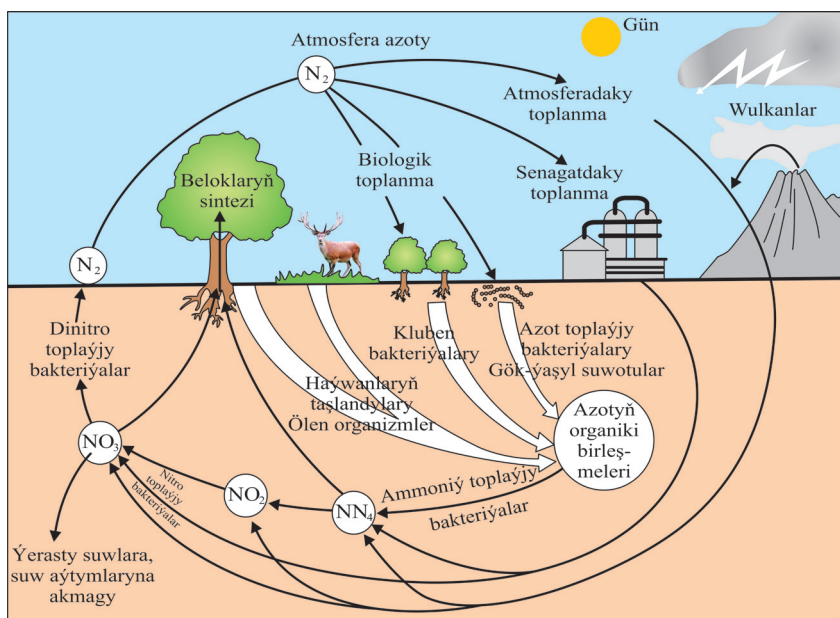 Atmosfera azoty
Gün
N₂
Atmosferadaky
toplanma
Wulkanlar
Biologik
toplanma
Senagatdaky
toplanma
Beloklaryň
sintezi
N₂
Dinitro
toplaýjy
bakteriýalar
Kluben
bakteriýalary
Azot toplaýjy
bakteriýalary
Gök-ýaşyl suwotular
Haýwanlaryň
taşlandylary
Ölen organizmler
Azotyň
organiki
birleş-
meleri
NO₃
Nitro
toplaýjy
bakteriýalar
NO₂
NN₄
Ammoniý toplaýjy
bakteriýalar
Ýerasty suwlara,
suw aýtymlaryna
akmagy